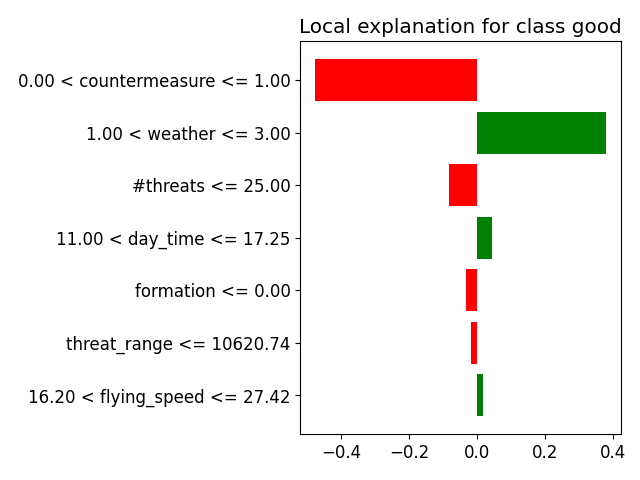 Local explanation for class good
0.00 < countermeasure <= 1.00
1.00 < weather <= 3.00
#threats <= 25.00
11.00 < day_time <= 17.25
formation <= 0.00
threat_range <= 10620.74
16.20 < flying_speed <= 27.42
−0.4 −0.2 0.0 0.2 0.4